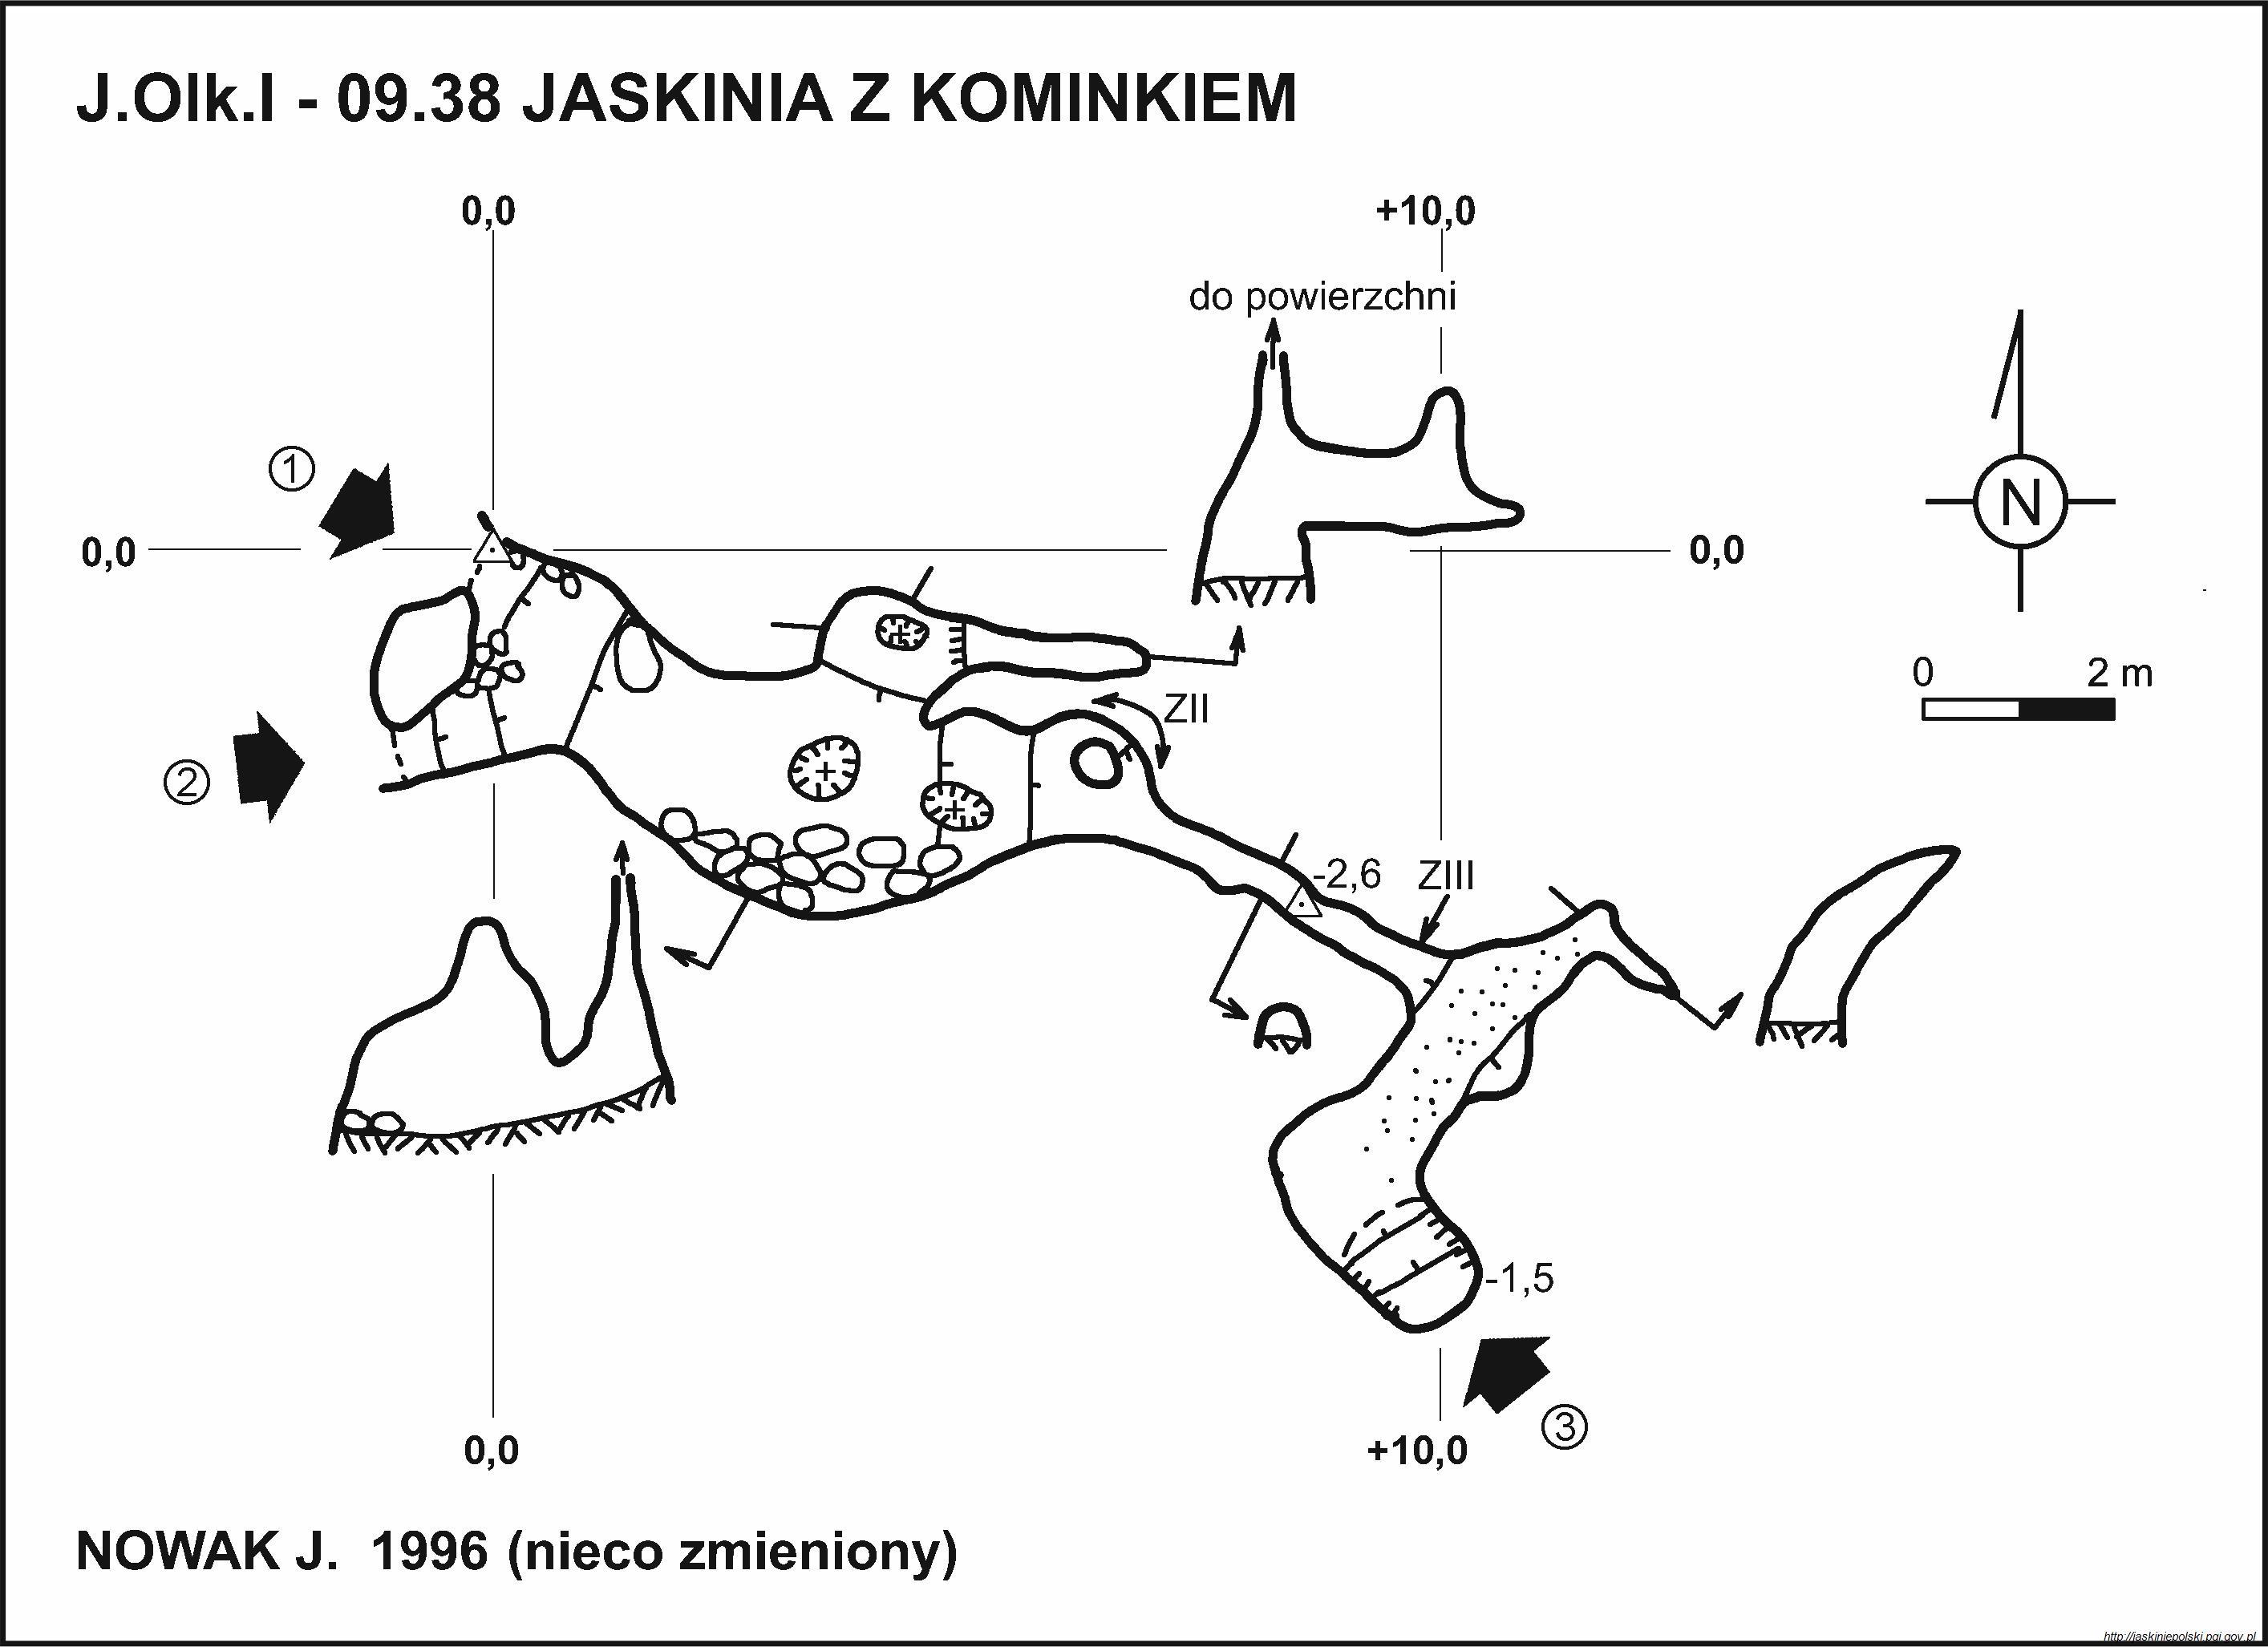 J.Olk.I - 09.38 JASKINIA Z KOMINKIEM
0,0
+10,0
do powierzchni
1
0,0
0,0
N
0 2 m
ZII
2
-2,6
ZIII
-1,5
3
0,0
+10,0
NOWAK J. 1996 (nieco zmieniony)
http://jaskiniepolski.pgi.gov.pl